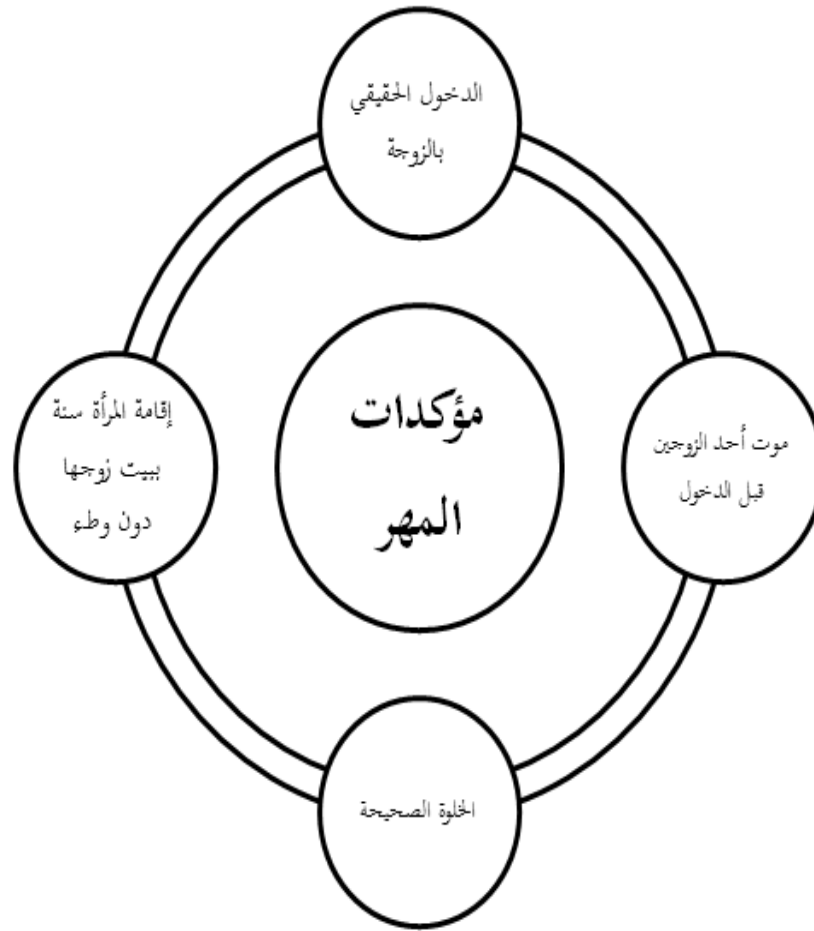 الدخول الحقيقي
بالزوجة
مؤكدات
المهر
موت أحد الزوجين
قبل الدخول
الخلوة الصحيحة
إقامة المرأة سنة
ببيت زوجها
دون وطء